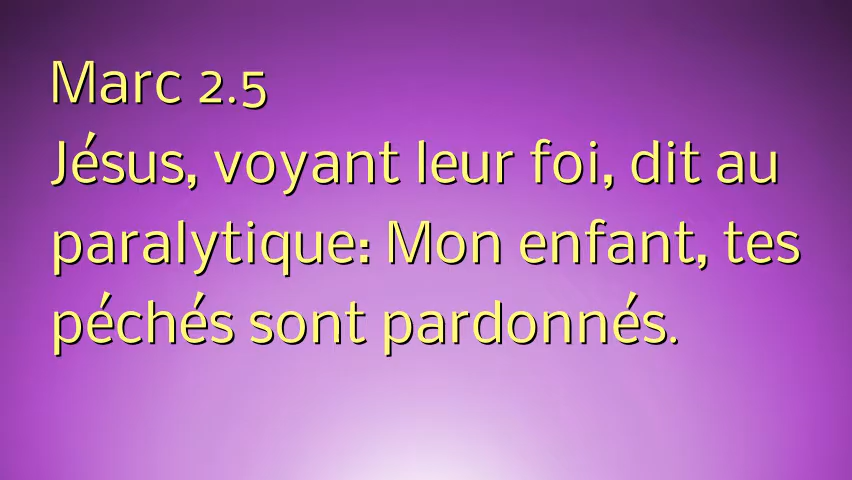 Marc 2.5
Jésus, voyant leur foi, dit au
paralytique: Mon enfant, tes
péchés sont pardonnés.